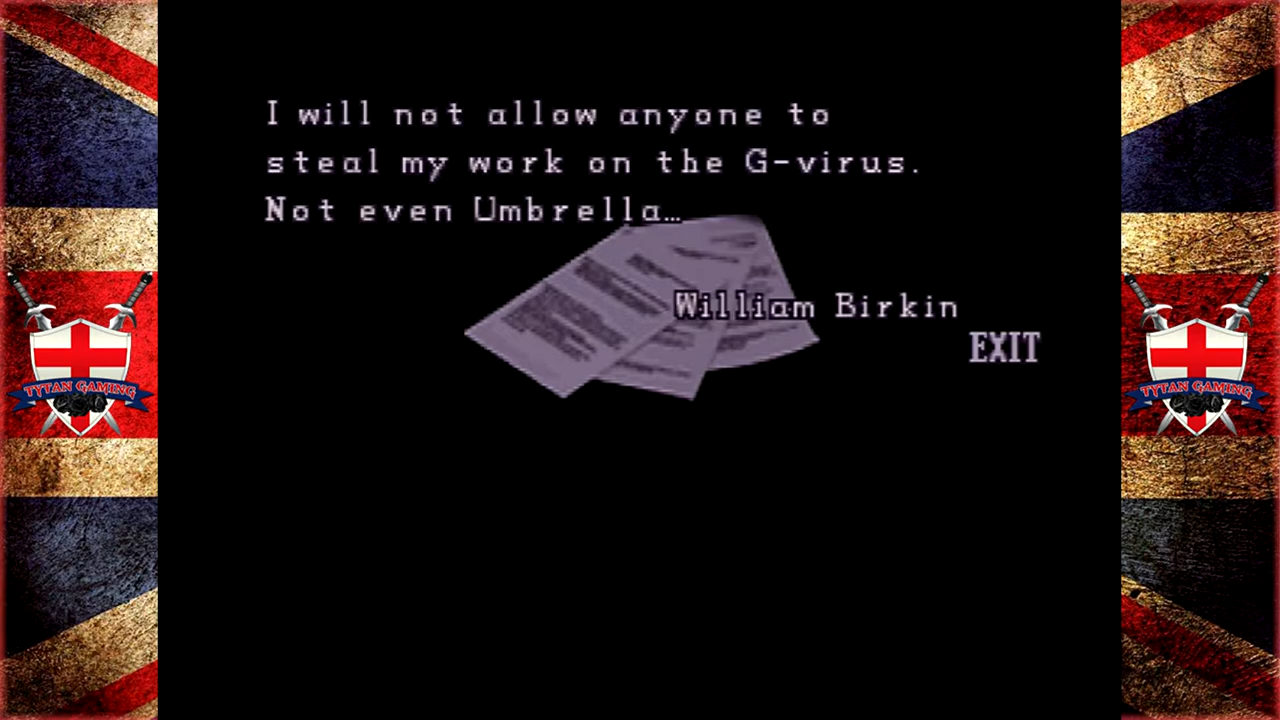 I will not allow anyone to
steal my work on the G-virus.
Not even Umbrella…
William Birkin
EXIT
TYTAN GAMING
TYTAN GAMING